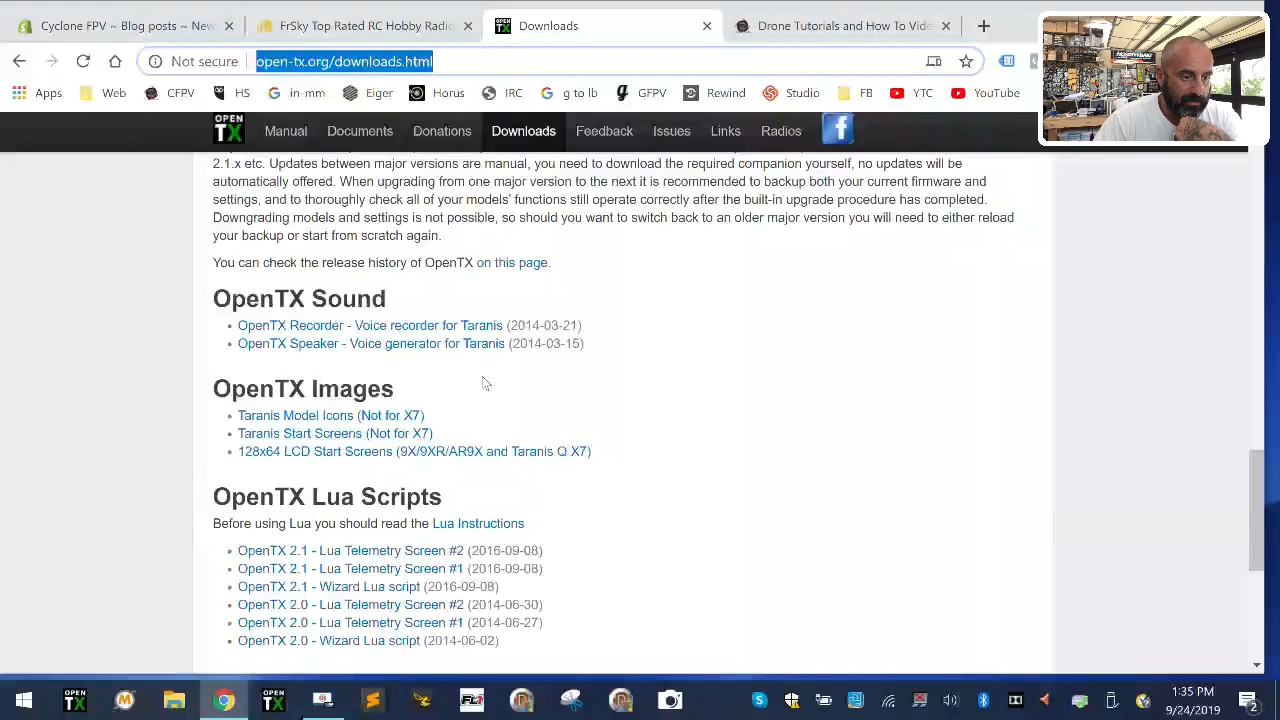 Cyclone FPV ~ Blog posts ~ New
FrSky Top Rated RC Hobby Radio
Downloads
Drone Tutorials and How To Vide
Not secure
open-tx.org/downloads.html
Apps
Web
CFPV
HS
in-mm
Eiger
Horus
IRC
g to lb
GFPV
Rewind
Studio
FB
YTC
YouTube
OPEN
TX
Manual
Documents
Donations
Downloads
Feedback
Issues
Links
Radios
2.1.x etc. Updates between major versions are manual, you need to download the required companion yourself, no updates will be
automatically offered. When upgrading from one major version to the next it is recommended to backup both your current firmware and
settings, and to thoroughly check all of your models' functions still operate correctly after the built-in upgrade procedure has completed.
Downgrading models and settings is not possible, so should you want to switch back to an older major version you will need to either reload
your backup or start from scratch again.
You can check the release history of OpenTX on this page.
OpenTX Sound
OpenTX Recorder - Voice recorder for Taranis (2014-03-21)
OpenTX Speaker - Voice generator for Taranis (2014-03-15)
OpenTX Images
Taranis Model Icons (Not for X7)
Taranis Start Screens (Not for X7)
128x64 LCD Start Screens (9X/9XR/AR9X and Taranis Q X7)
OpenTX Lua Scripts
Before using Lua you should read the Lua Instructions
OpenTX 2.1 - Lua Telemetry Screen #2 (2016-09-08)
OpenTX 2.1 - Lua Telemetry Screen #1 (2016-09-08)
OpenTX 2.1 - Wizard Lua script (2016-09-08)
OpenTX 2.0 - Lua Telemetry Screen #2 (2014-06-30)
OpenTX 2.0 - Lua Telemetry Screen #1 (2014-06-27)
OpenTX 2.0 - Wizard Lua script (2014-06-02)
1:35 PM
9/24/2019
2